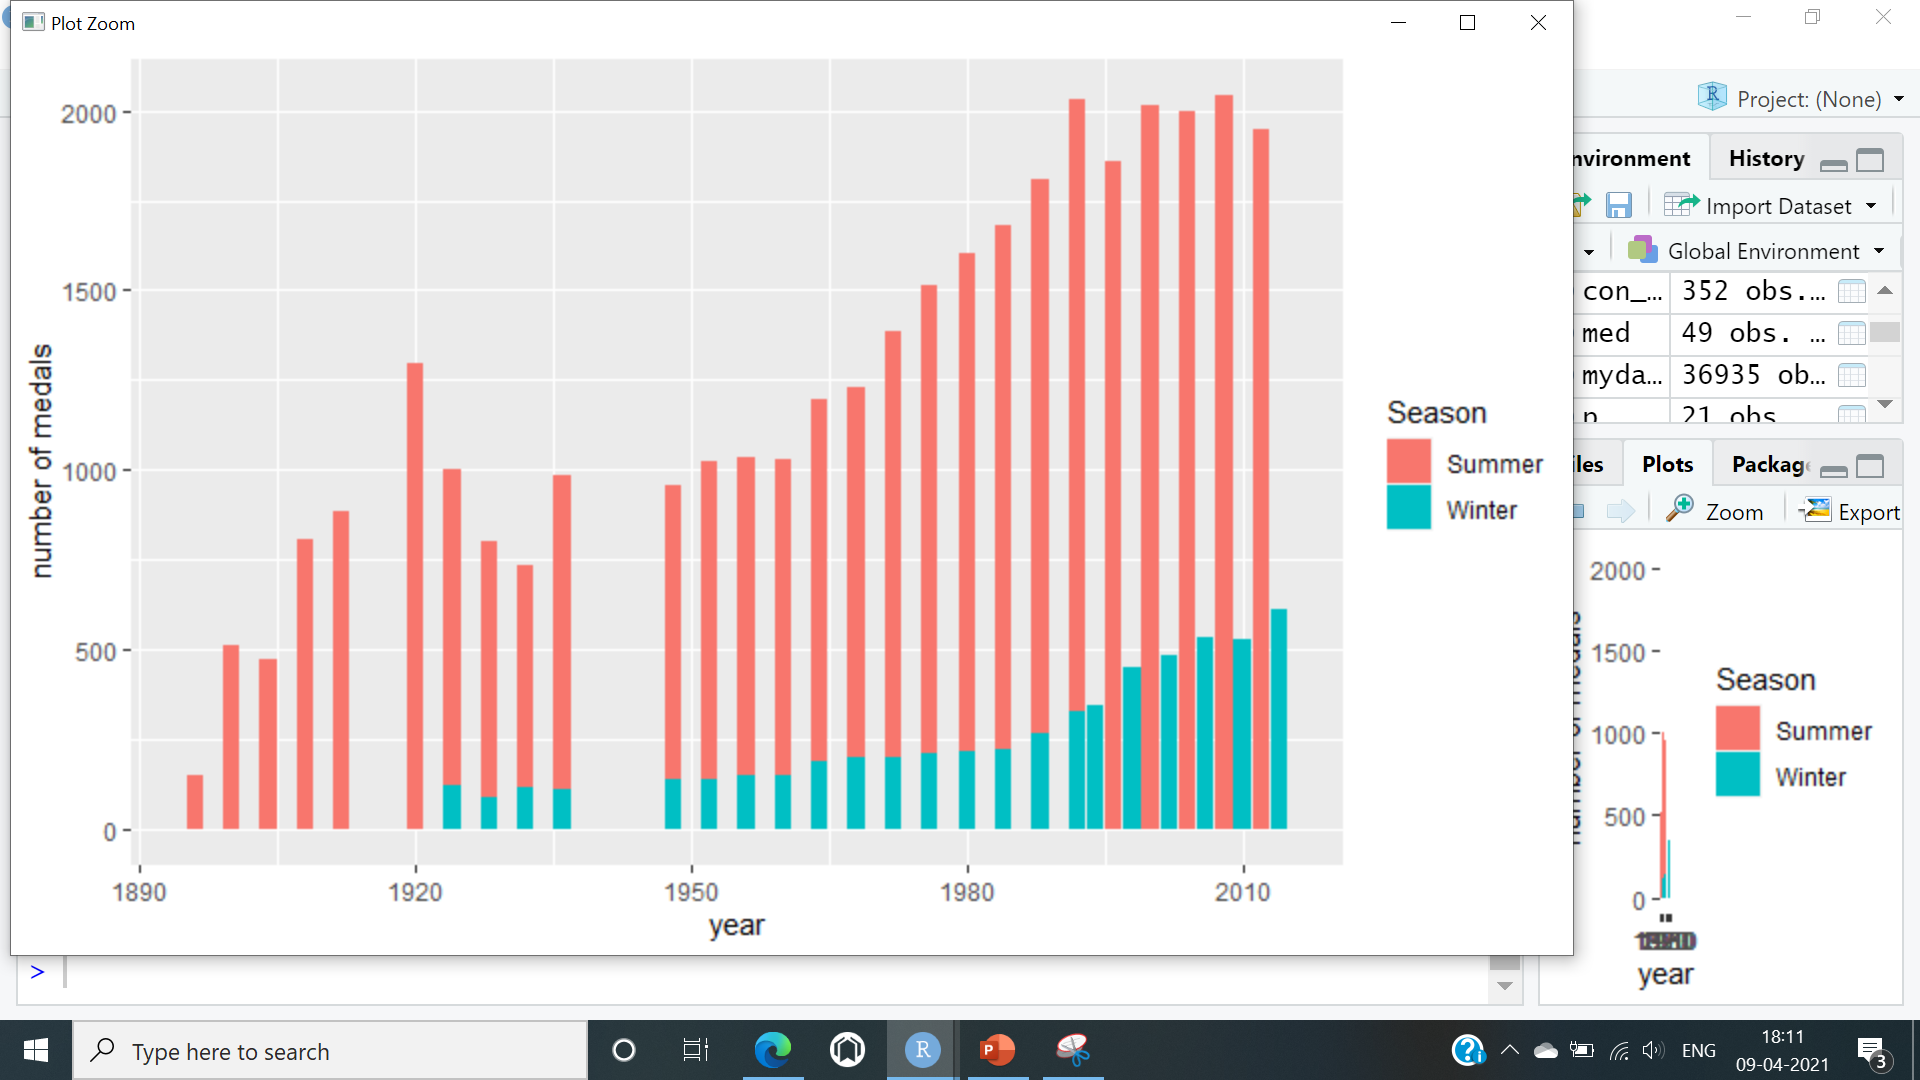 Plot Zoom
2000
1500
1000
500
0
number of medals
1890 1920 1950 1980 2010
year
Season
Summer
Winter
Project: (None)
nvironment History
Import Dataset
Global Environment
con_… 352 obs.…
med 49 obs. …
myda… 36935 ob…
p 21 obs
iles Plots Packag
Zoom Export
2000
1500
1000
500
0
year
Season
Summer
Winter
>
Type here to search
R
P
ENG
18:11
09-04-2021
3